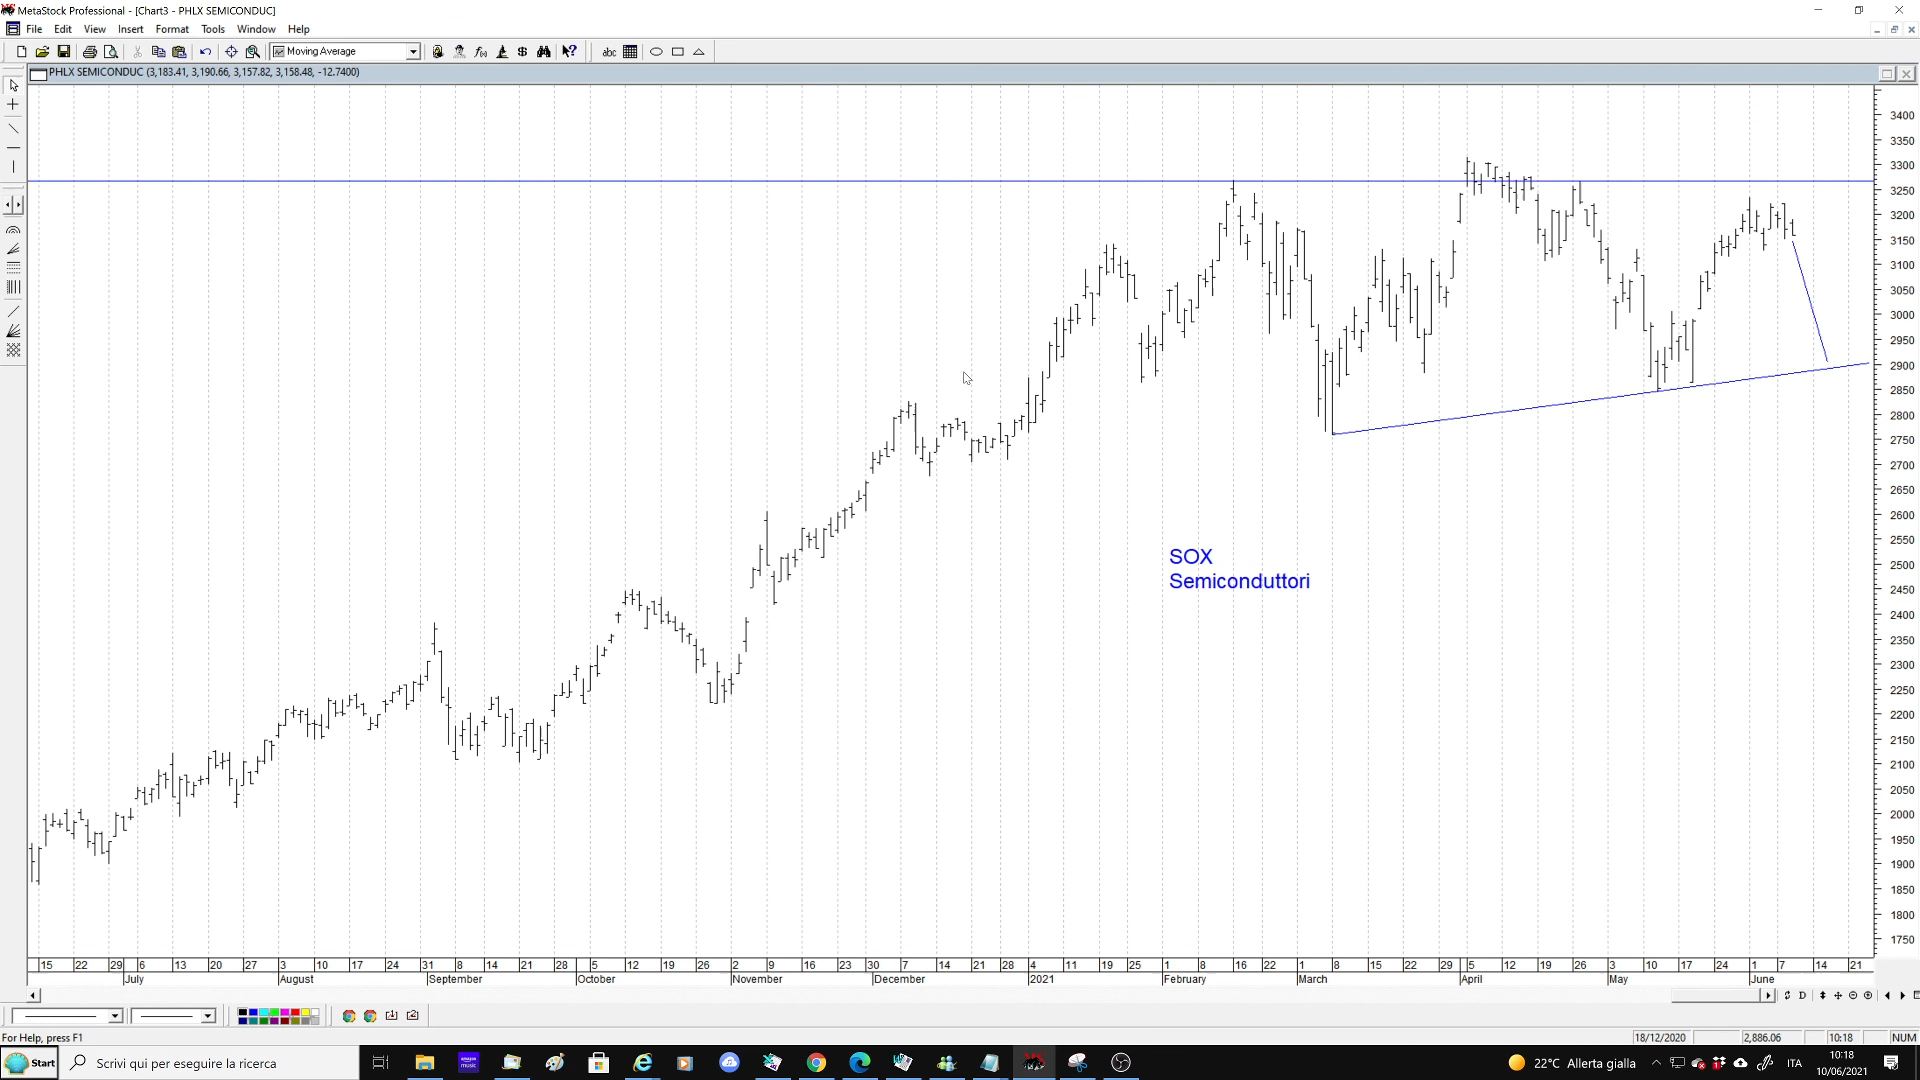 MetaStock Professional - [Chart3 - PHLX SEMICONDUC]
File Edit View Insert Format Tools Window Help
Moving Average
abc
PHLX SEMICONDUC (3,183.41, 3,190.66, 3,157.82, 3,158.48, -12.7400)
3400
3350
3300
3250
3200
3150
3100
3050
3000
2950
2900
2850
2800
2750
2700
2650
2600
2550
2500
2450
2400
2350
2300
2250
2200
2150
2100
2050
2000
1950
1900
1850
1800
1750
SOX
Semiconduttori
15 22 29 6 13 20 27 3 10 17 24 31 8 14 21 28 5 12 19 26 2 9 16 23 30 7 14 21 28 4 11 19 25 1 8 16 22 1 8 15 22 29 5 12 19 26 3 10 17 24 1 7 14 21
July August September October November December 2021 February March April May June
D
For Help, press F1
18/12/2020 2,886.06 10:18 NUM
Start Scrivi qui per eseguire la ricerca
22°C Allerta gialla ITA
10:18
10/06/2021